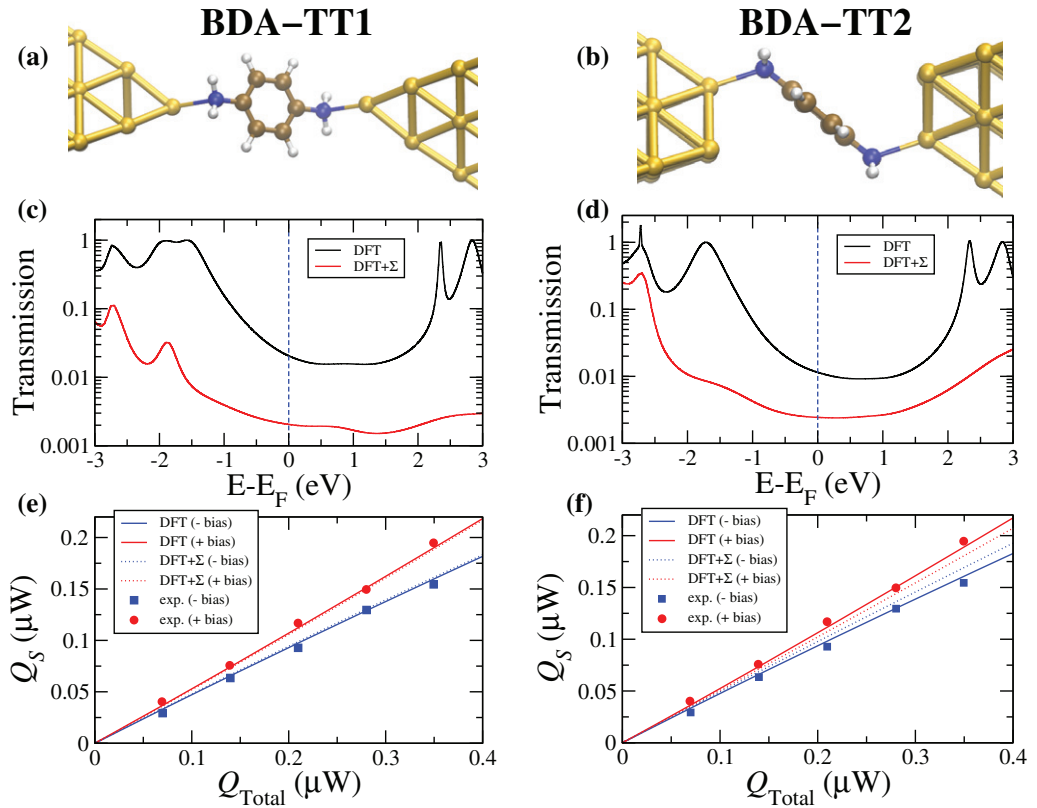 BDA−TT1
BDA−TT2
(a)
(b)
(c)
(d)
Transmission
1
0.1
0.01
0.001
DFT
DFT+Σ
-3 -2 -1 0 1 2 3
E-E_F (eV)
Transmission
1
0.1
0.01
0.001
DFT
DFT+Σ
-3 -2 -1 0 1 2 3
E-E_F (eV)
(e)
(f)
Q_S (μW)
0.2
0.15
0.1
0.05
0
DFT (- bias)
DFT (+ bias)
DFT+Σ (- bias)
DFT+Σ (+ bias)
exp. (- bias)
exp. (+ bias)
0 0.1 0.2 0.3 0.4
Q_Total (μW)
Q_S (μW)
0.2
0.15
0.1
0.05
0
DFT (- bias)
DFT (+ bias)
DFT+Σ (- bias)
DFT+Σ (+ bias)
exp. (- bias)
exp. (+ bias)
0 0.1 0.2 0.3 0.4
Q_Total (μW)